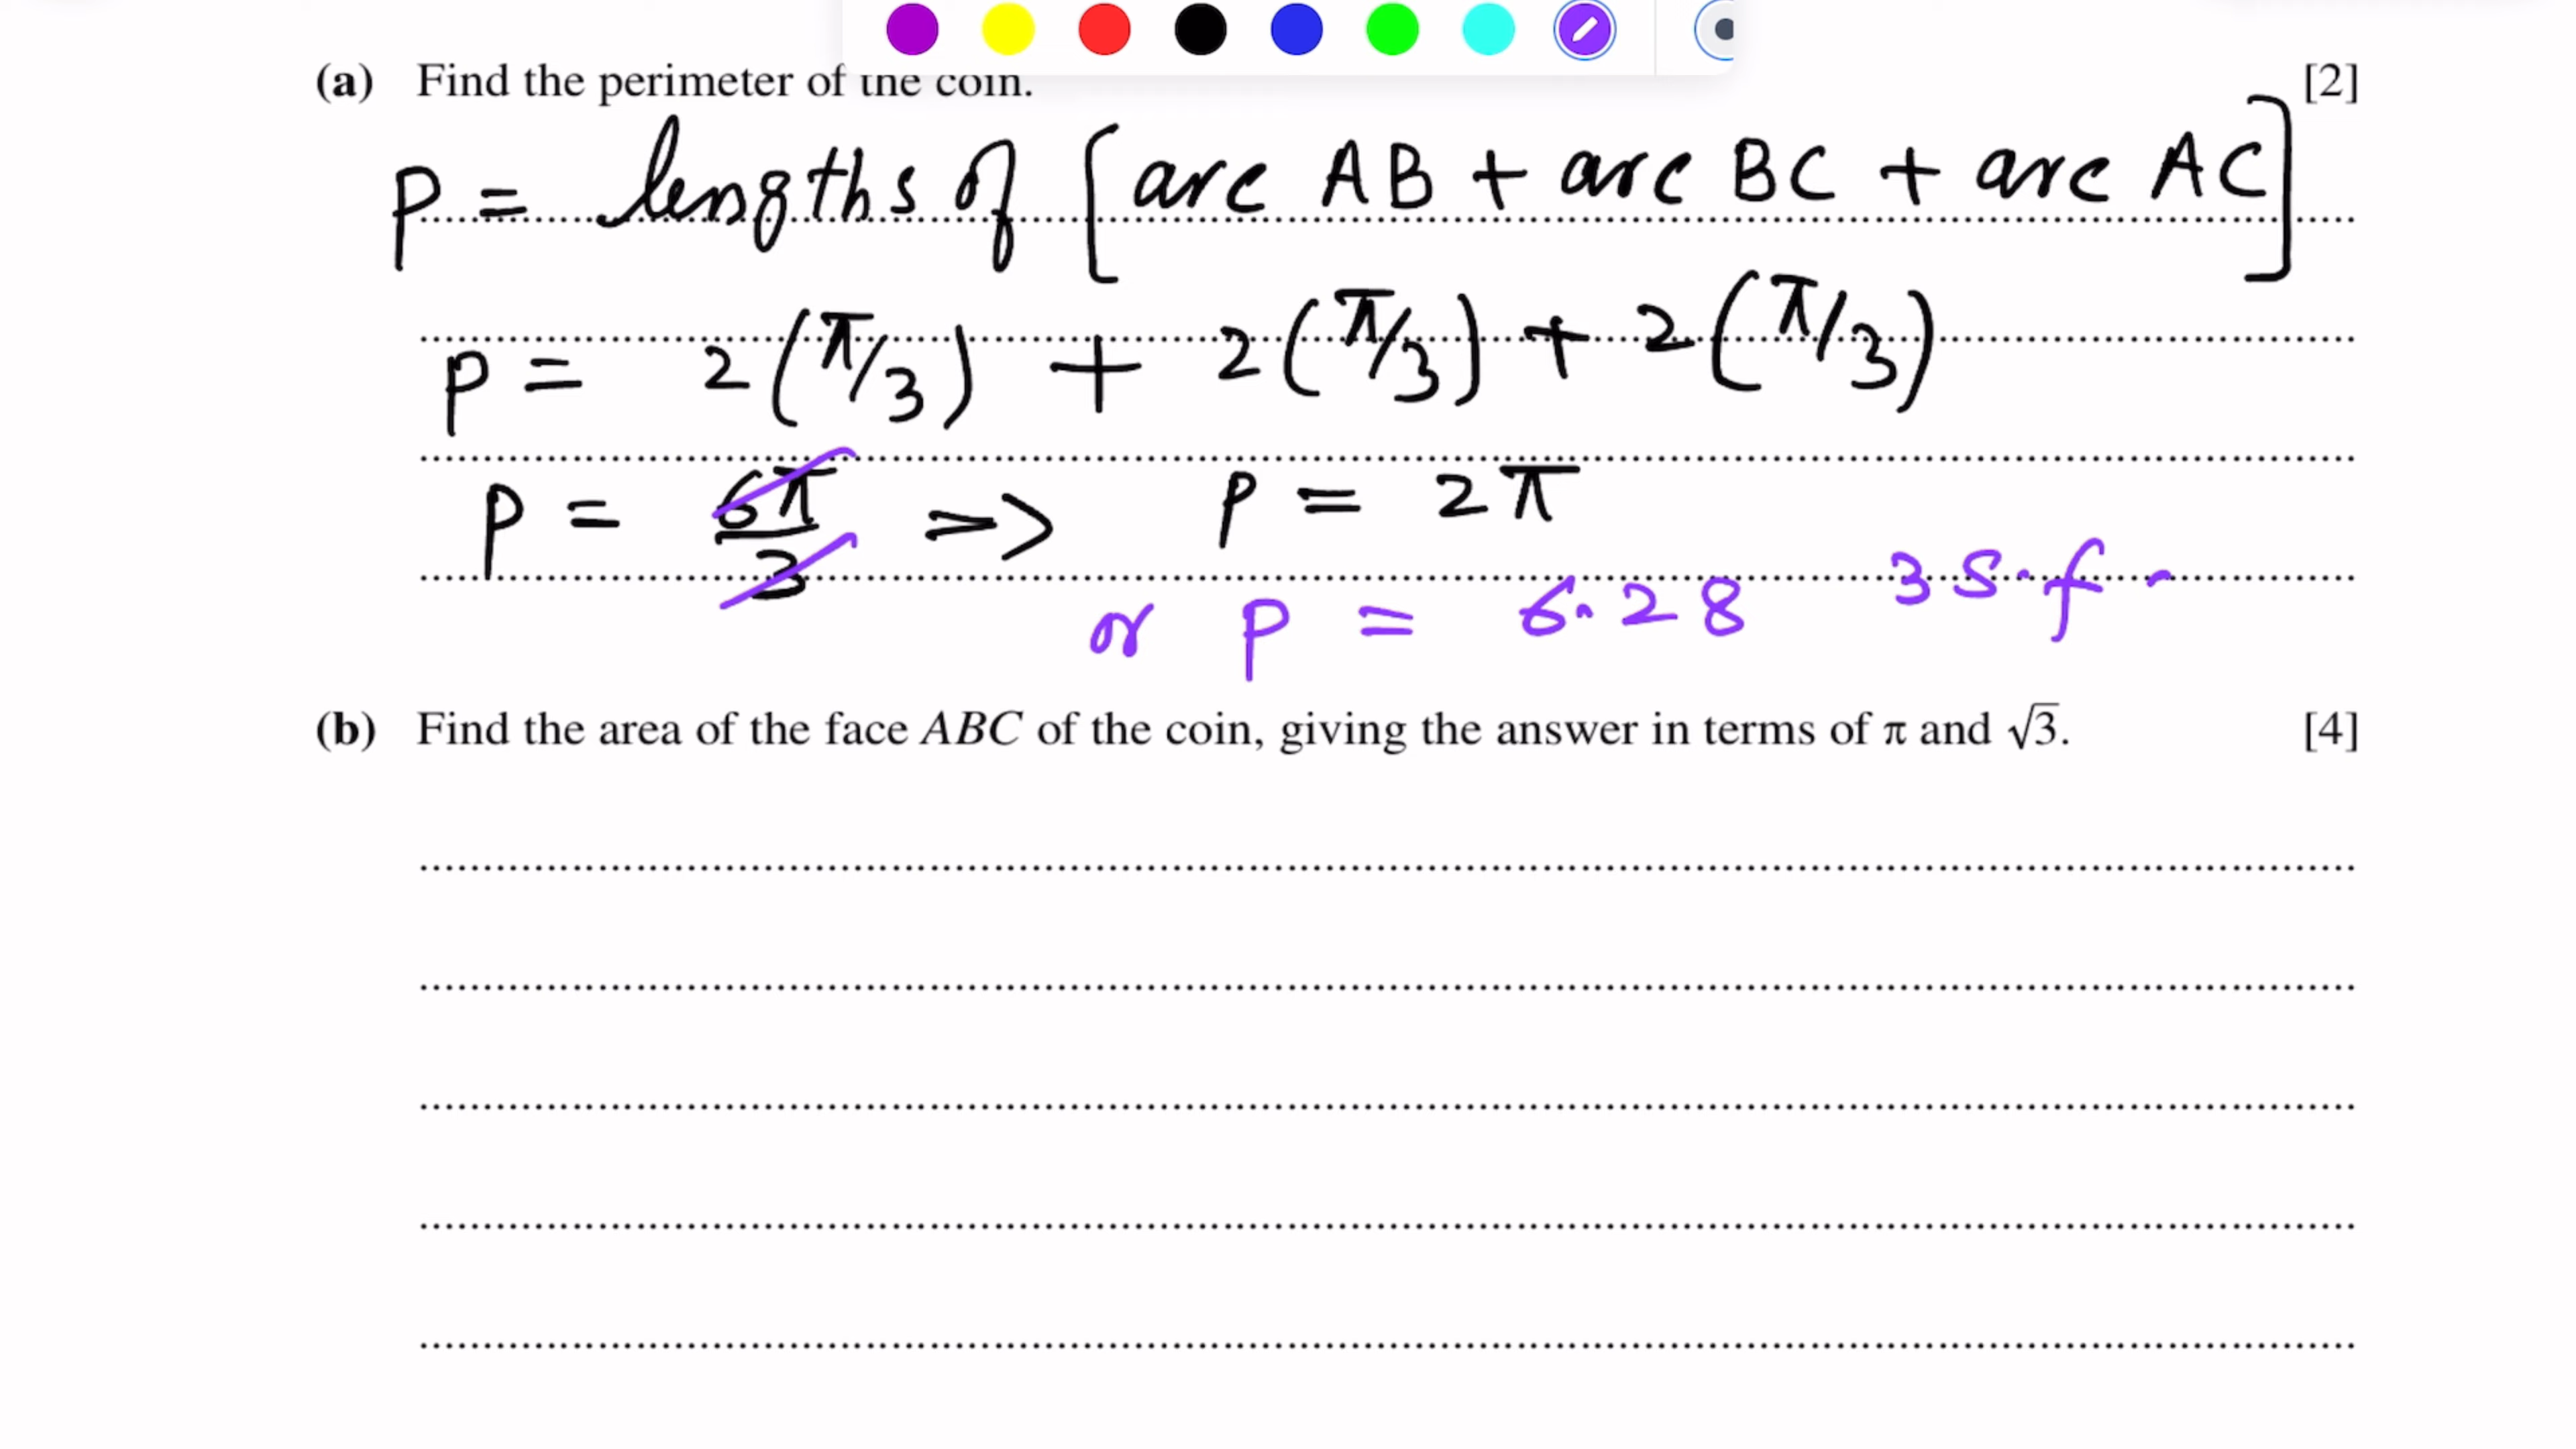 (a) Find the perimeter of the coin. [2]
P = lengths of [arc AB + arc BC + arc AC]
P = 2(π/3) + 2(π/3) + 2(π/3)
P = 6π/3 => P = 2π
or P = 6.28 3 s.f.
(b) Find the area of the face ABC of the coin, giving the answer in terms of π and √3. [4]